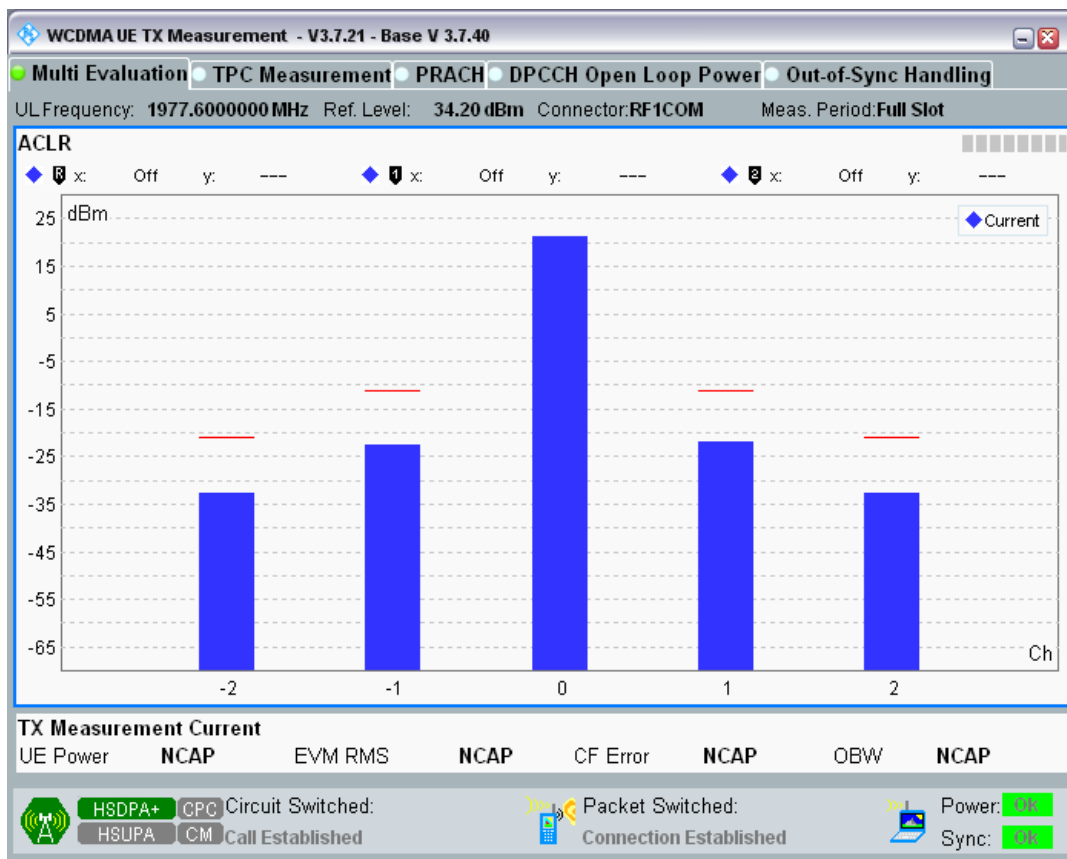 WCDMA UE TX Measurement - V3.7.21 - Base V 3.7.40
Multi Evaluation TPC Measurement PRACH DPCCH Open Loop Power Out-of-Sync Handling
UL Frequency: 1977.6000000 MHz Ref. Level: 34.20 dBm Connector:RF1COM Meas. Period:Full Slot
ACLR
R x: Off y: --- 1 x: Off y: --- 2 x: Off y: ---
dBm
Current
25
15
5
-5
-15
-25
-35
-45
-55
-65
Ch
-2 -1 0 1 2
TX Measurement Current
UE Power NCAP EVM RMS NCAP CF Error NCAP OBW NCAP
HSDPA+ CPC Circuit Switched: Packet Switched: Power: OK
HSUPA CM Call Established Connection Established Sync: OK